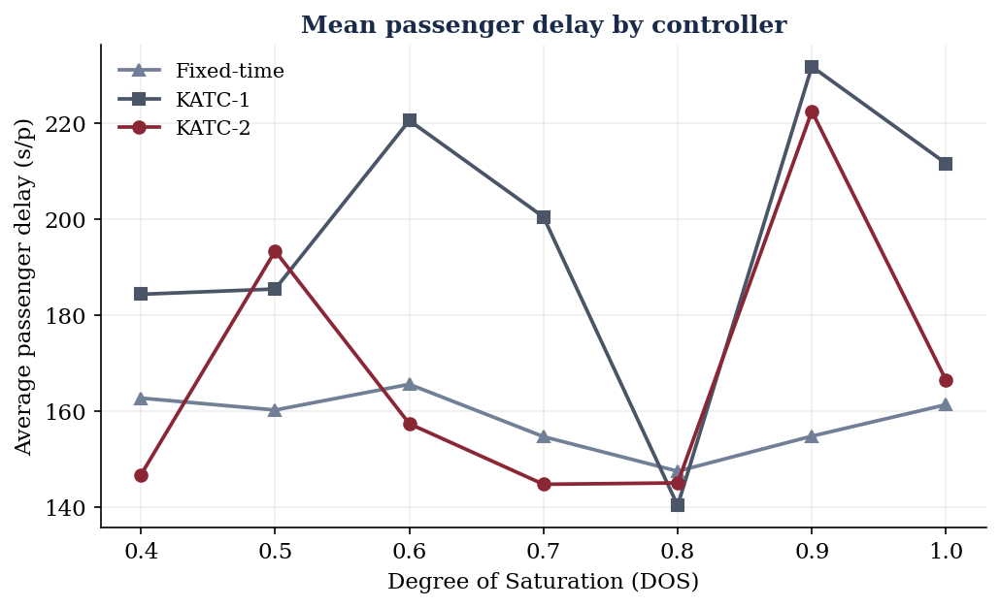 Mean passenger delay by controller
Fixed-time
KATC-1
KATC-2
Average passenger delay (s/p)
220
200
180
160
140
0.4 0.5 0.6 0.7 0.8 0.9 1.0
Degree of Saturation (DOS)